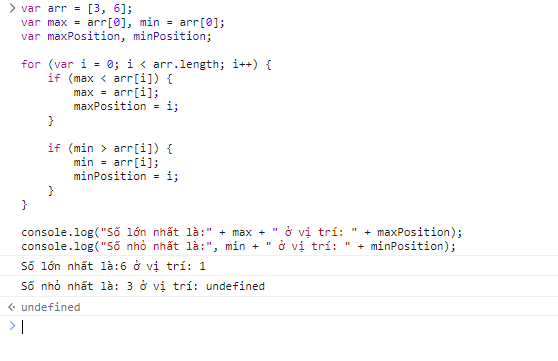 > var arr = [3, 6];
var max = arr[0], min = arr[0];
var maxPosition, minPosition;
for (var i = 0; i < arr.length; i++) {
if (max < arr[i]) {
max = arr[i];
maxPosition = i;
}
if (min > arr[i]) {
min = arr[i];
minPosition = i;
}
}
console.log("Số lớn nhất là:" + max + " ở vị trí: " + maxPosition);
console.log("Số nhỏ nhất là:", min + " ở vị trí: " + minPosition);
Số lớn nhất là:6 ở vị trí: 1
Số nhỏ nhất là: 3 ở vị trí: undefined
undefined
>